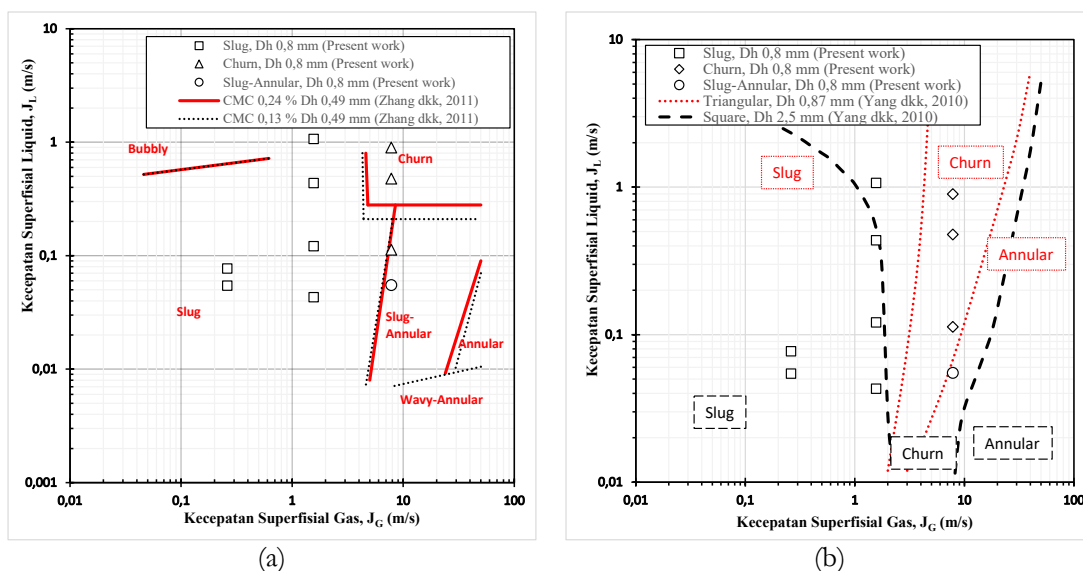 Slug, Dh 0,8 mm (Present work)
Churn, Dh 0,8 mm (Present work)
Slug-Annular, Dh 0,8 mm (Present work)
CMC 0,24 % Dh 0,49 mm (Zhang dkk, 2011)
CMC 0,13 % Dh 0,49 mm (Zhang dkk, 2011)
10
1
0,1
0,01
0,001
Kecepatan Superfisial Liquid, JL (m/s)
Bubbly
Churn
Slug
Slug-
Annular
Annular
Wavy-Annular
0,01
0,1
1
10
100
Kecepatan Superfisial Gas, JG (m/s)
(a)
Slug, Dh 0,8 mm (Present work)
Churn, Dh 0,8 mm (Present work)
Slug-Annular, Dh 0,8 mm (Present work)
Triangular, Dh 0,87 mm (Yang dkk, 2010)
Square, Dh 2,5 mm (Yang dkk, 2010)
10
1
0,1
0,01
Kecepatan Superfisial Liquid, JL (m/s)
Slug
Churn
Annular
Slug
Churn
Annular
0,01
0,1
1
10
100
Kecepatan Superfisial Gas, JG (m/s)
(b)